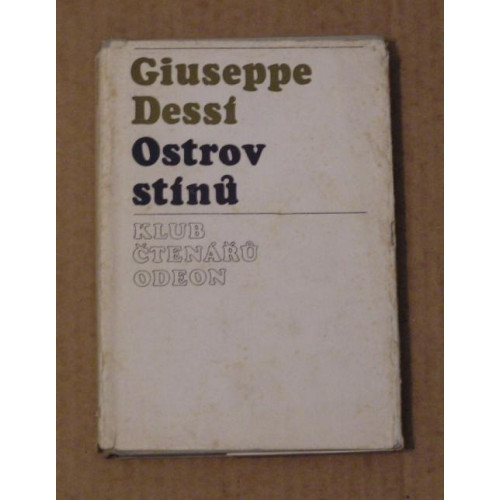 Giuseppe
Dessí
Ostrov
stínů
KLUB
ČTENÁŘŮ
ODEON